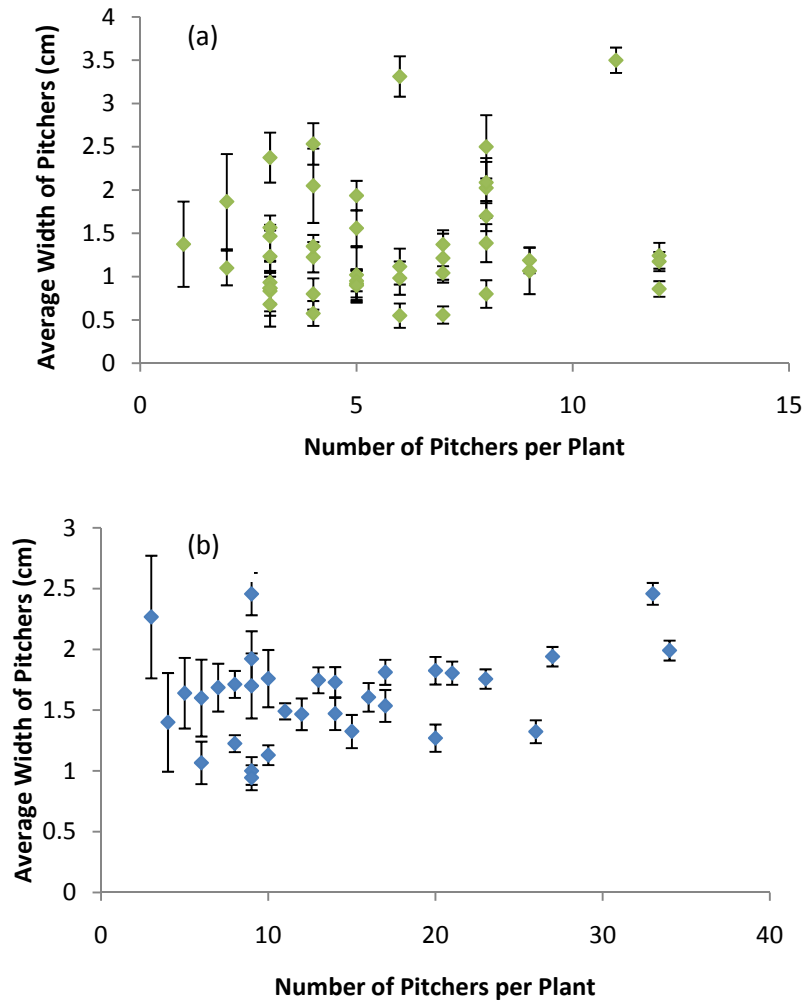 (a)
Average Width of Pitchers (cm)
4
3.5
3
2.5
2
1.5
1
0.5
0
0 5 10 15
Number of Pitchers per Plant
(b)
Average Width of Pitchers (cm)
3
2.5
2
1.5
1
0.5
0
0 10 20 30 40
Number of Pitchers per Plant